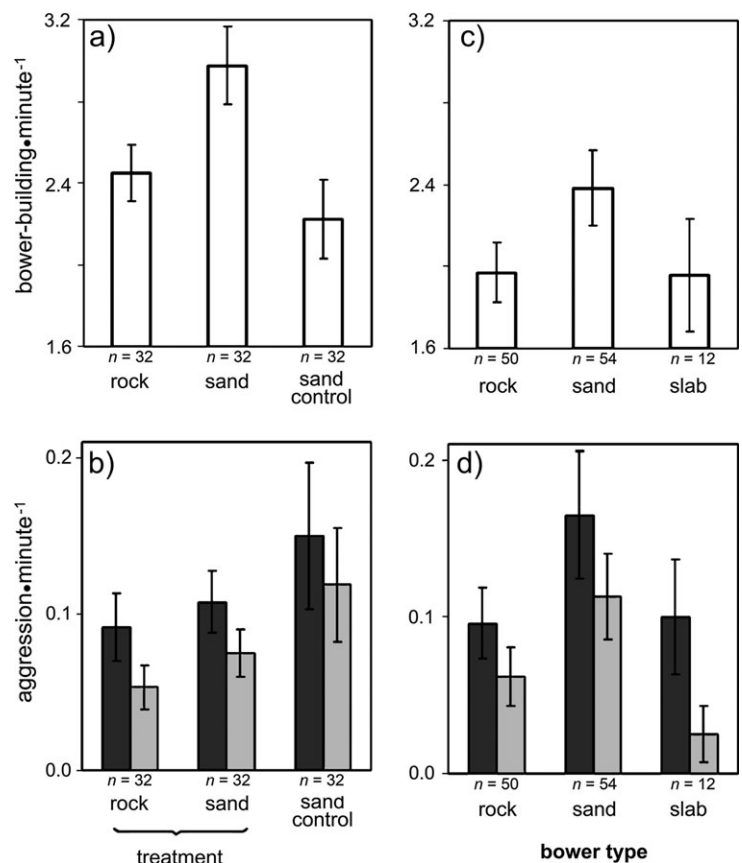 a)
bower-building•minute⁻¹
3.2
2.4
1.6
n = 32
n = 32
n = 32
rock
sand
sand
control
c)
3.2
2.4
1.6
n = 50
n = 54
n = 12
rock
sand
slab
b)
aggression•minute⁻¹
0.2
0.1
0.0
n = 32
n = 32
n = 32
rock
sand
sand
control
treatment
d)
0.2
0.1
0.0
n = 50
n = 54
n = 12
rock
sand
slab
bower type